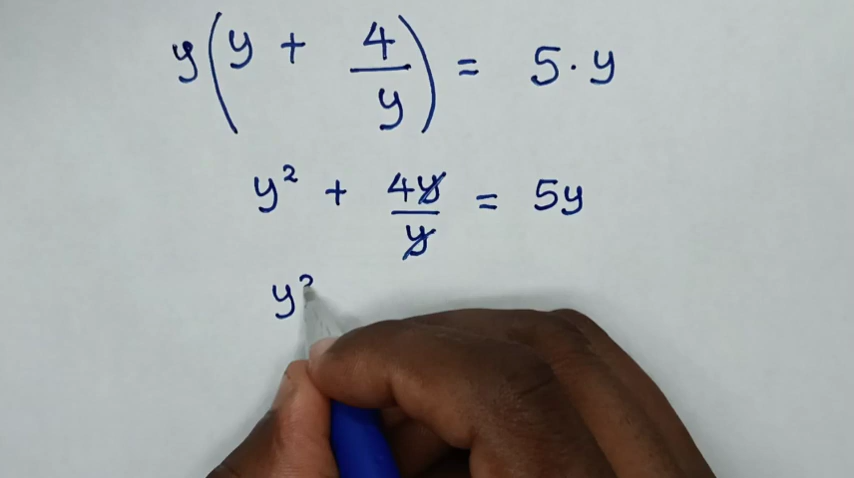 y(y + 4/y) = 5·y
y² + 4y/y = 5y
y²